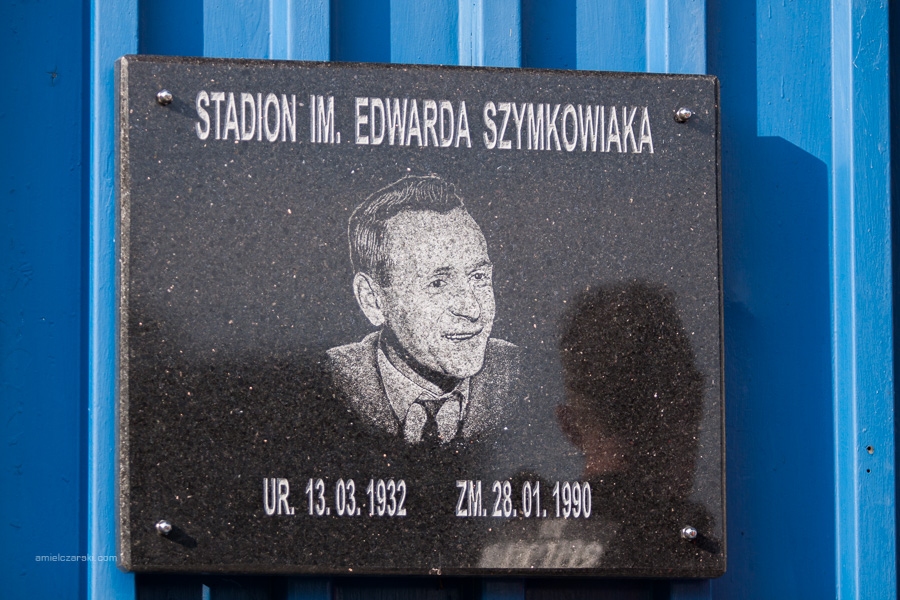 STADION IM. EDWARDA SZYMKOWIAKA
UR. 13.03.1932 ZM. 28.01.1990
amielczarski.com